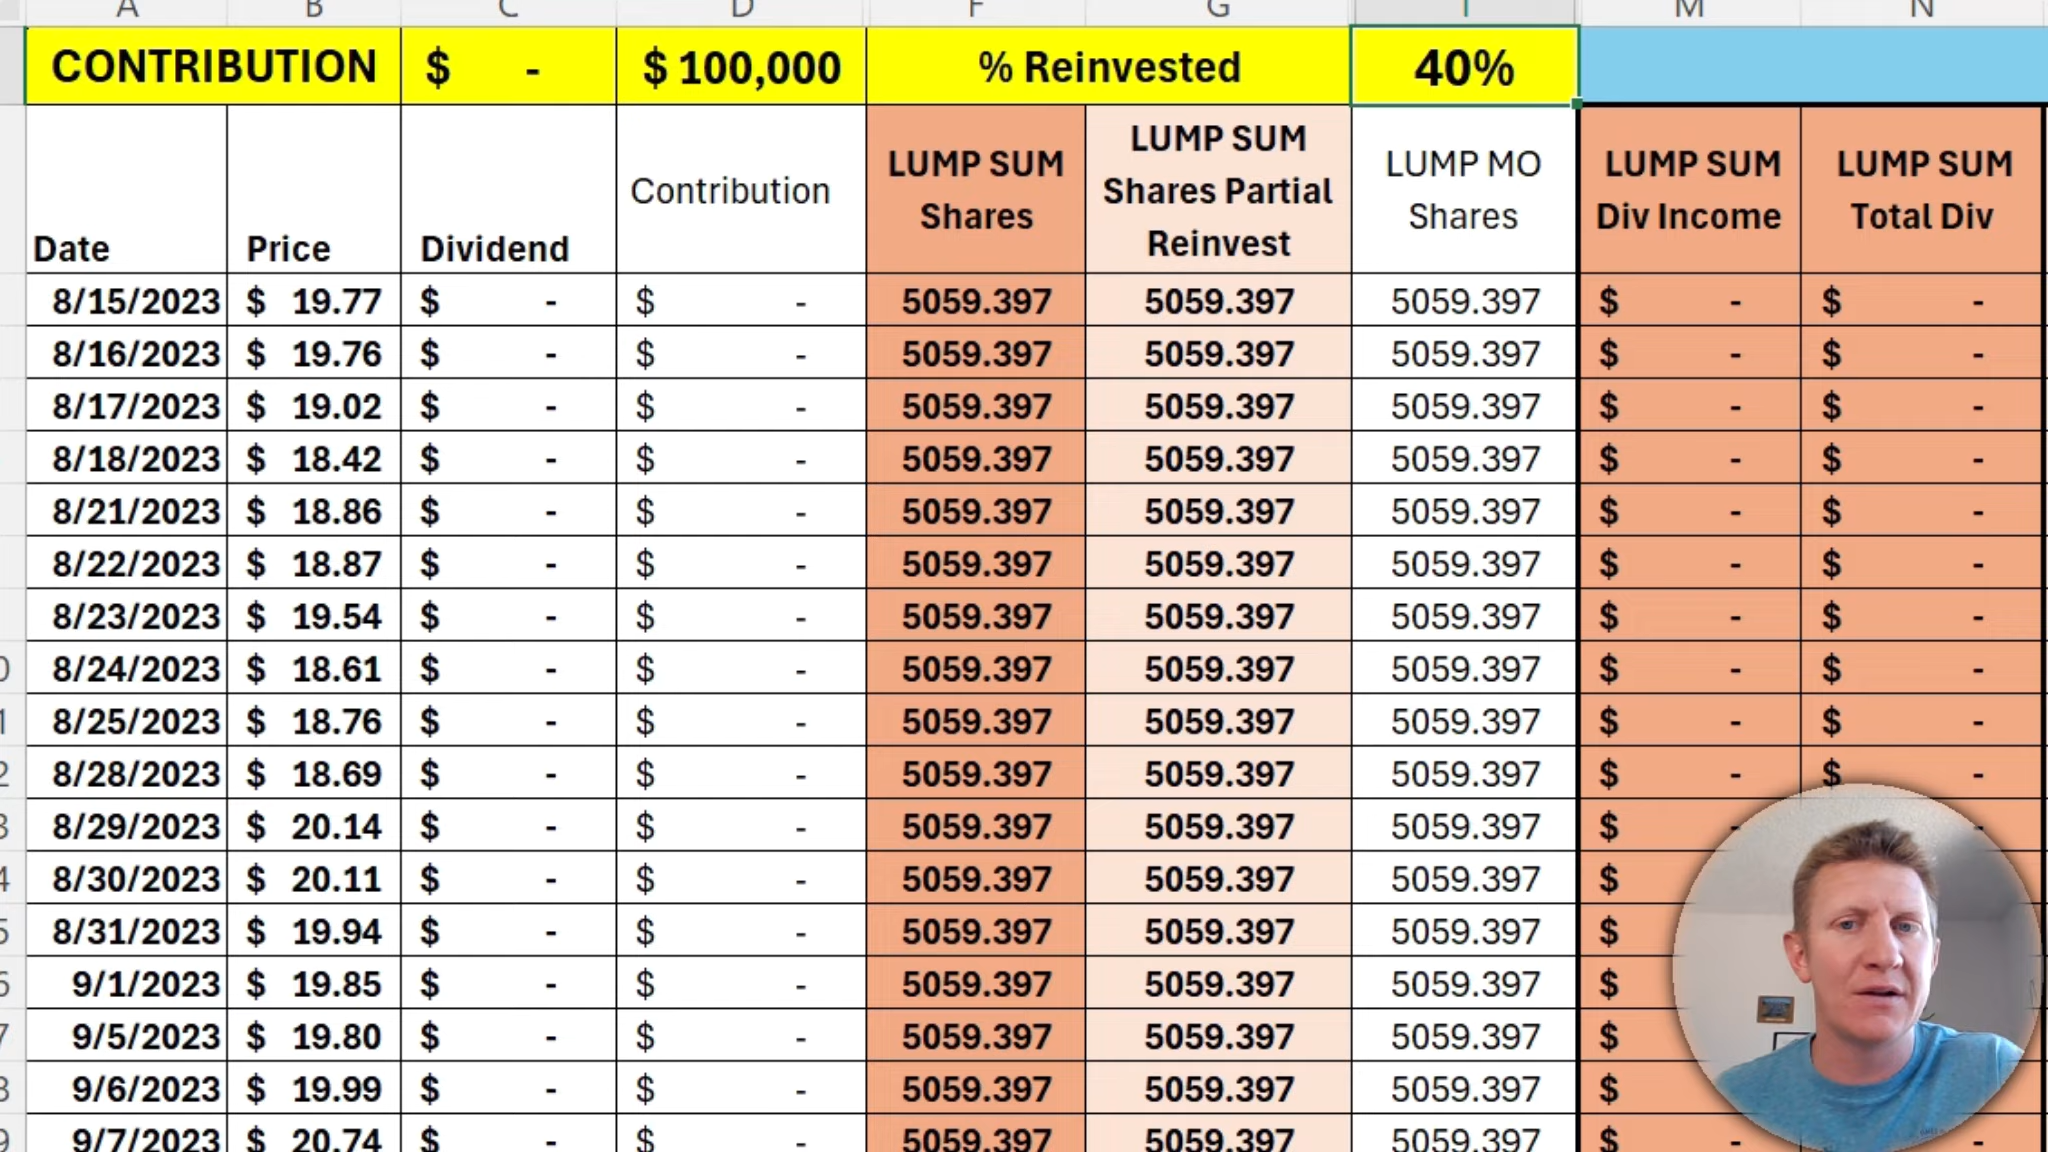 A B C D F G I M N
CONTRIBUTION $ - $ 100,000 % Reinvested 40%
Date Price Dividend Contribution LUMP SUM Shares LUMP SUM Shares Partial Reinvest LUMP MO Shares LUMP SUM Div Income LUMP SUM Total Div
8/15/2023 $ 19.77 $ - $ - 5059.397 5059.397 5059.397 $ - $ -
8/16/2023 $ 19.76 $ - $ - 5059.397 5059.397 5059.397 $ - $ -
8/17/2023 $ 19.02 $ - $ - 5059.397 5059.397 5059.397 $ - $ -
8/18/2023 $ 18.42 $ - $ - 5059.397 5059.397 5059.397 $ - $ -
8/21/2023 $ 18.86 $ - $ - 5059.397 5059.397 5059.397 $ - $ -
8/22/2023 $ 18.87 $ - $ - 5059.397 5059.397 5059.397 $ - $ -
8/23/2023 $ 19.54 $ - $ - 5059.397 5059.397 5059.397 $ - $ -
0 8/24/2023 $ 18.61 $ - $ - 5059.397 5059.397 5059.397 $ - $ -
1 8/25/2023 $ 18.76 $ - $ - 5059.397 5059.397 5059.397 $ - $ -
2 8/28/2023 $ 18.69 $ - $ - 5059.397 5059.397 5059.397 $ - $ -
3 8/29/2023 $ 20.14 $ - $ - 5059.397 5059.397 5059.397 $ - -
4 8/30/2023 $ 20.11 $ - $ - 5059.397 5059.397 5059.397 $
5 8/31/2023 $ 19.94 $ - $ - 5059.397 5059.397 5059.397 $
6 9/1/2023 $ 19.85 $ - $ - 5059.397 5059.397 5059.397 $
7 9/5/2023 $ 19.80 $ - $ - 5059.397 5059.397 5059.397 $
8 9/6/2023 $ 19.99 $ - $ - 5059.397 5059.397 5059.397 $
9 9/7/2023 $ 20.74 $ - $ - 5059.397 5059.397 5059.397 $ -